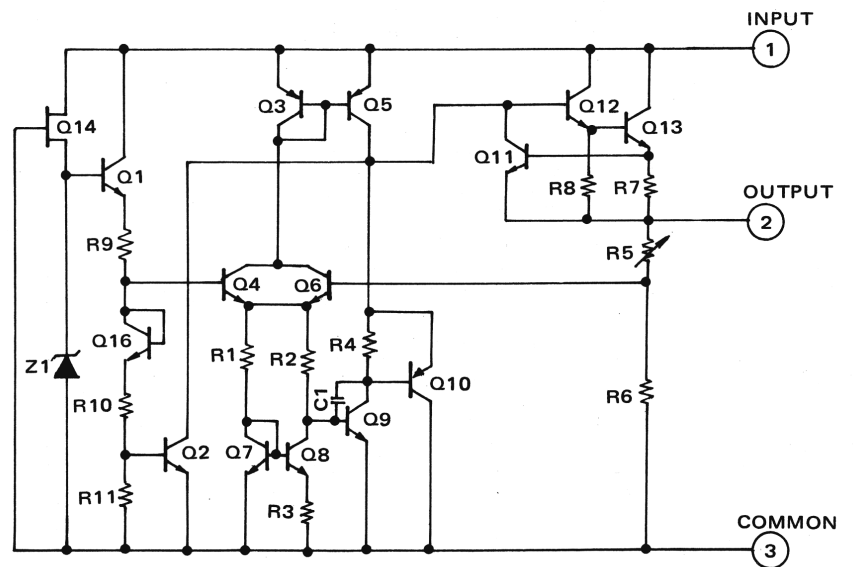 INPUT
1
Q3
Q5
Q12
Q14
Q13
Q11
Q1
R8
R7
OUTPUT
2
R9
R5
Q4
Q6
Q16
R1
R2
R4
Z1
Q10
R10
C1
R6
Q9
Q2
Q7
Q8
R11
R3
COMMON
3